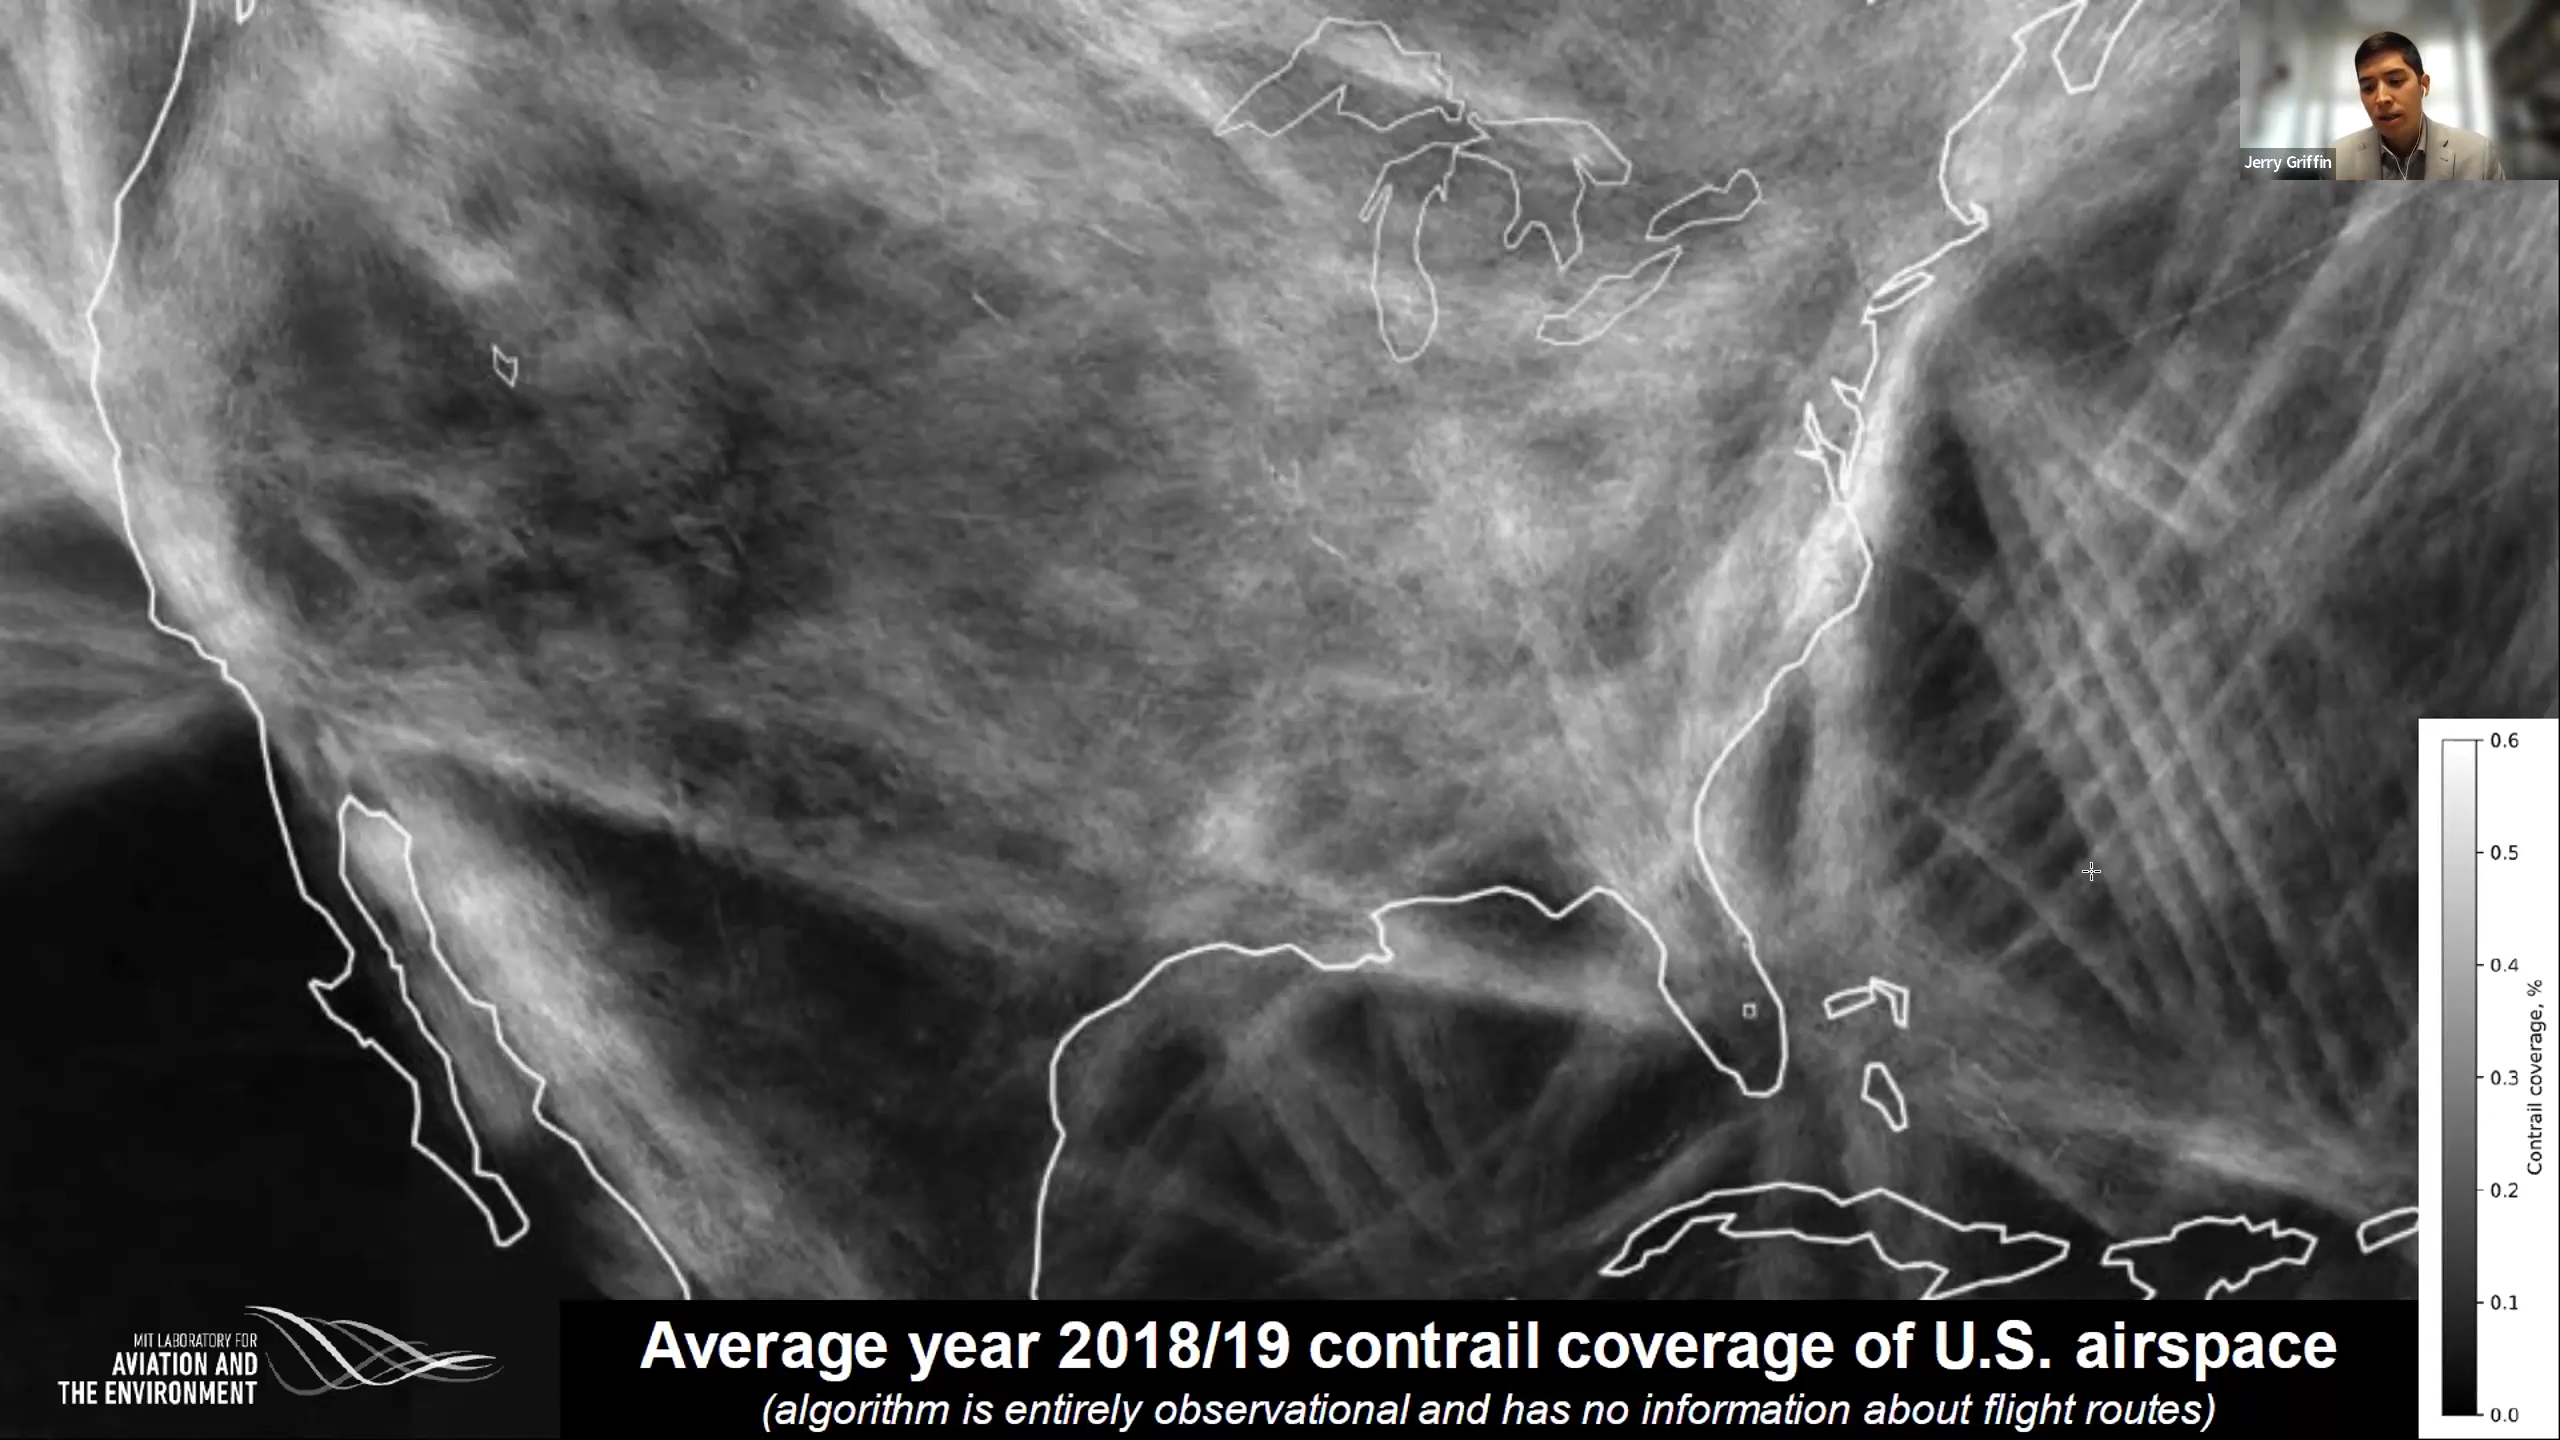 Jerry Griffin
0.6
0.5
0.4
0.3
0.2
0.1
0.0
Contrail coverage, %
MIT LABORATORY FOR
AVIATION AND
THE ENVIRONMENT
Average year 2018/19 contrail coverage of U.S. airspace
(algorithm is entirely observational and has no information about flight routes)